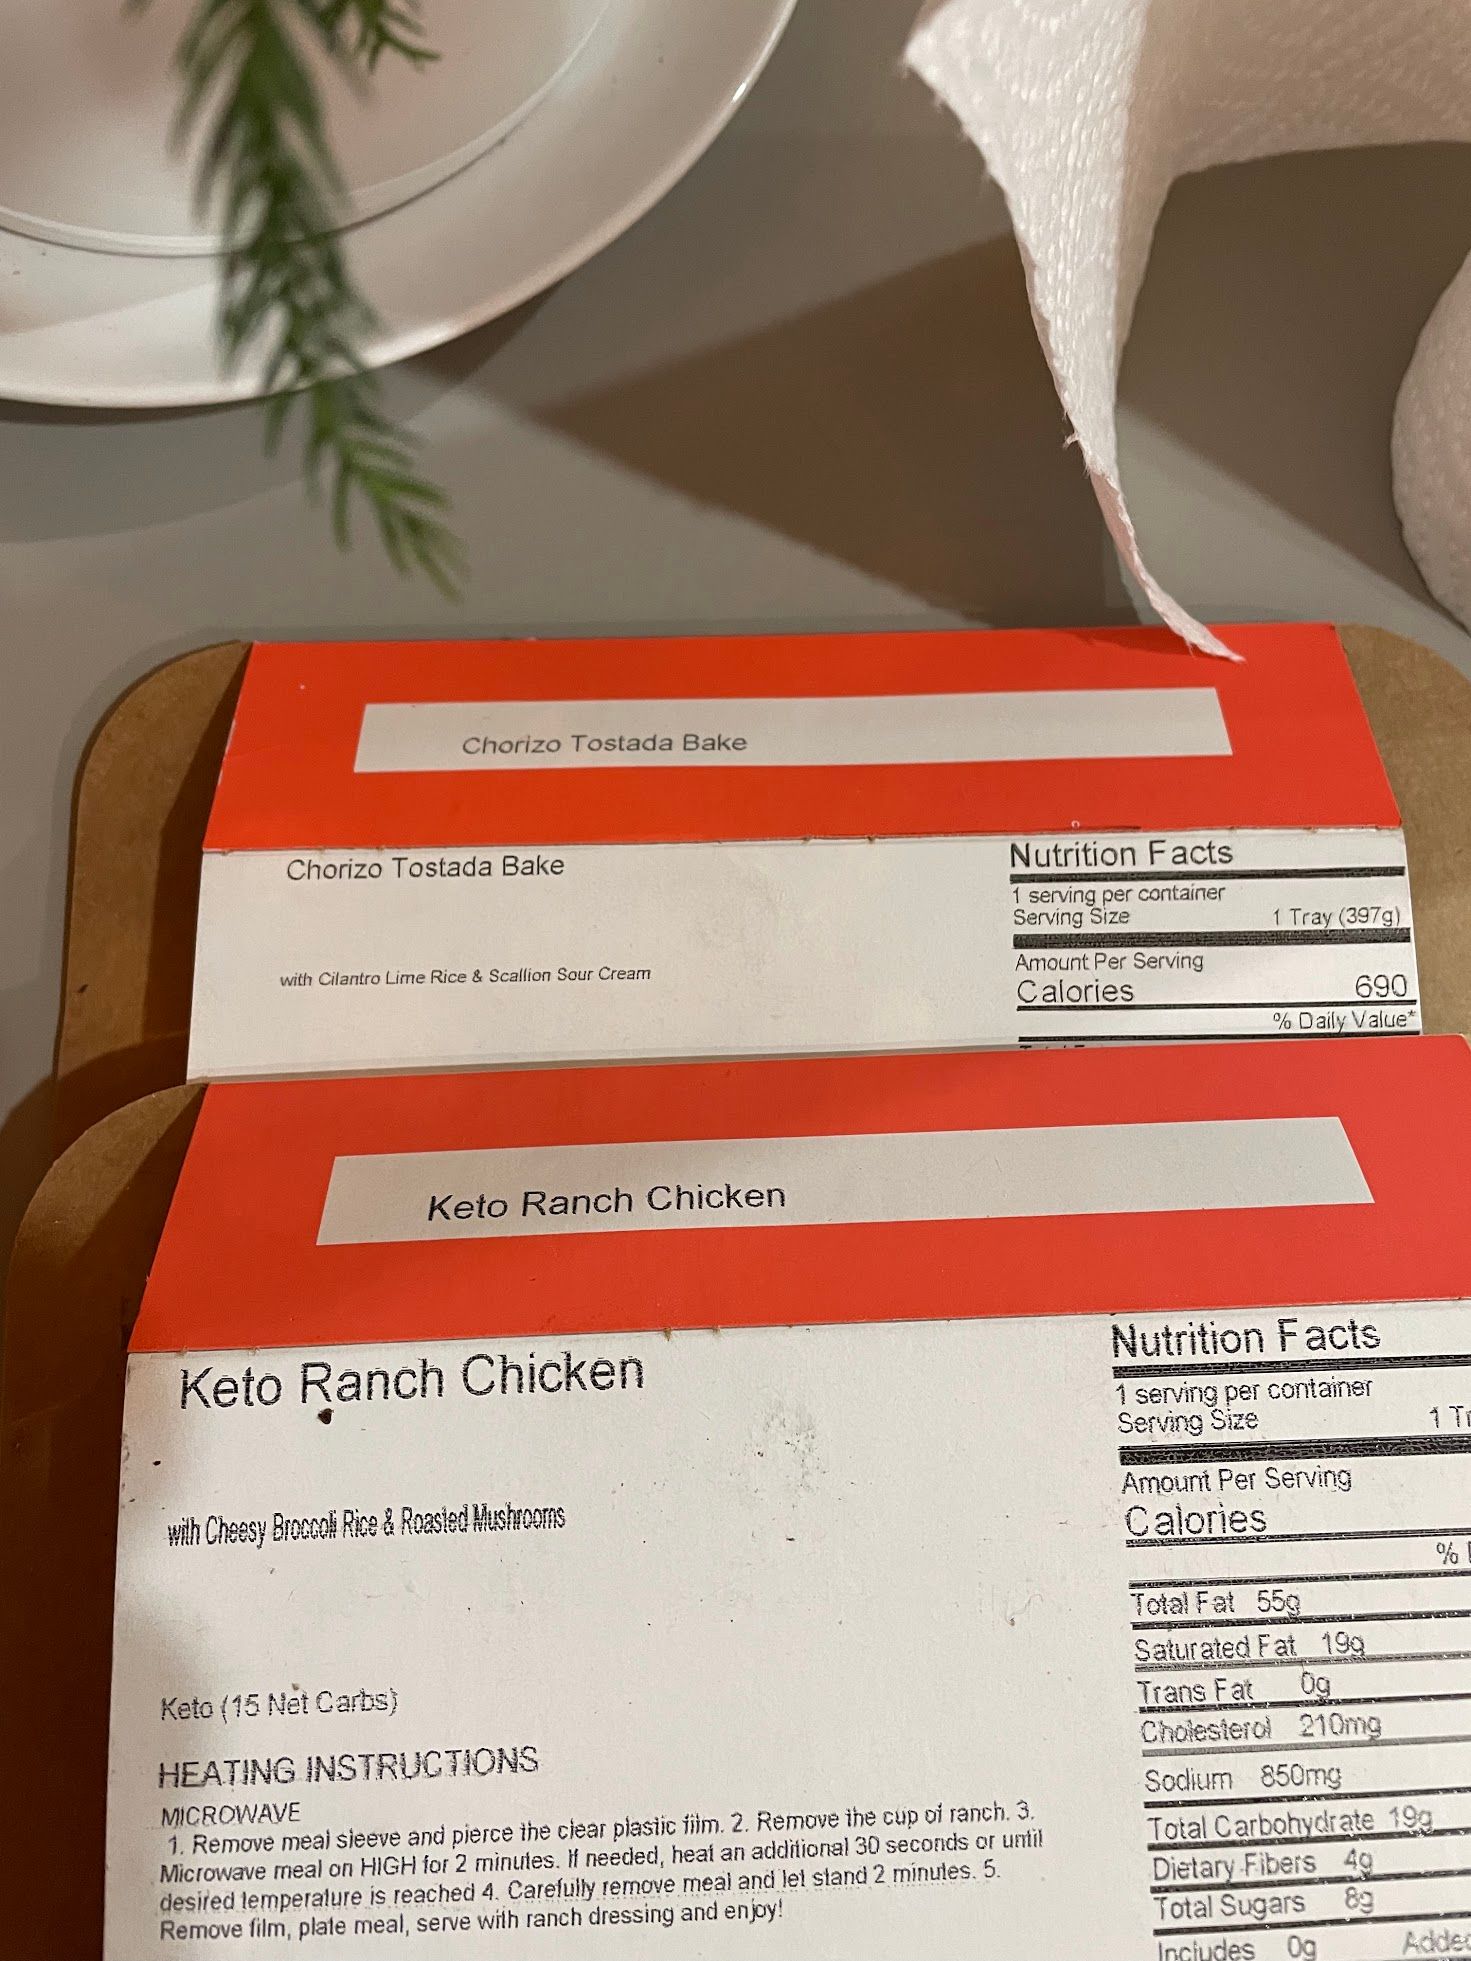 Chorizo Tostada Bake
Chorizo Tostada Bake
with Cilantro Lime Rice & Scallion Sour Cream
Nutrition Facts
1 serving per container
Serving Size 1 Tray (397g)
Amount Per Serving
Calories 690
% Daily Value*
Keto Ranch Chicken
Keto Ranch Chicken
with Cheesy Broccoli Rice & Roasted Mushrooms
Keto (15 Net Carbs)
HEATING INSTRUCTIONS
MICROWAVE
1. Remove meal sleeve and pierce the clear plastic film. 2. Remove the cup of ranch. 3.
Microwave meal on HIGH for 2 minutes. If needed, heat an additional 30 seconds or until
desired temperature is reached 4. Carefully remove meal and let stand 2 minutes. 5.
Remove film, plate meal, serve with ranch dressing and enjoy!
Nutrition Facts
1 serving per container
Serving Size 1
Amount Per Serving
Calories
%
Total Fat 55g
Saturated Fat 19g
Trans Fat 0g
Cholesterol 210mg
Sodium 850mg
Total Carbohydrate 19g
Dietary Fibers 4g
Total Sugars 8g
Includes 0g Added